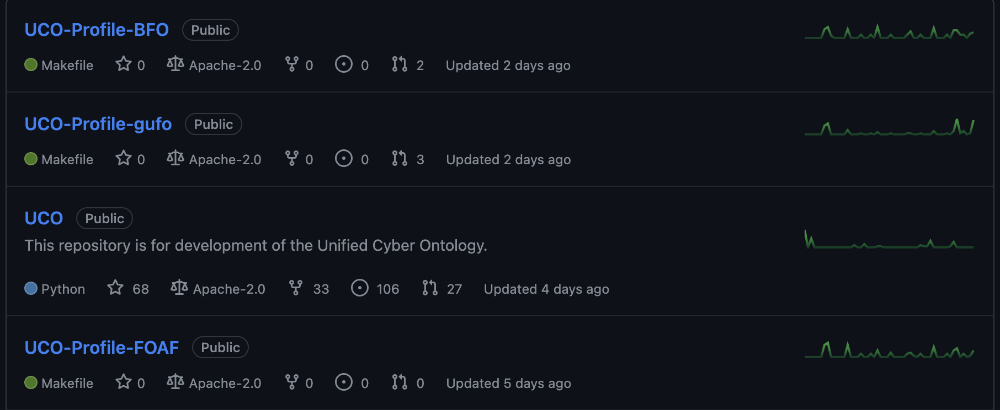 UCO-Profile-BFO Public
Makefile 0 Apache-2.0 0 0 2 Updated 2 days ago
UCO-Profile-gufo Public
Makefile 0 Apache-2.0 0 0 3 Updated 2 days ago
UCO Public
This repository is for development of the Unified Cyber Ontology.
Python 68 Apache-2.0 33 106 27 Updated 4 days ago
UCO-Profile-FOAF Public
Makefile 0 Apache-2.0 0 0 0 Updated 5 days ago